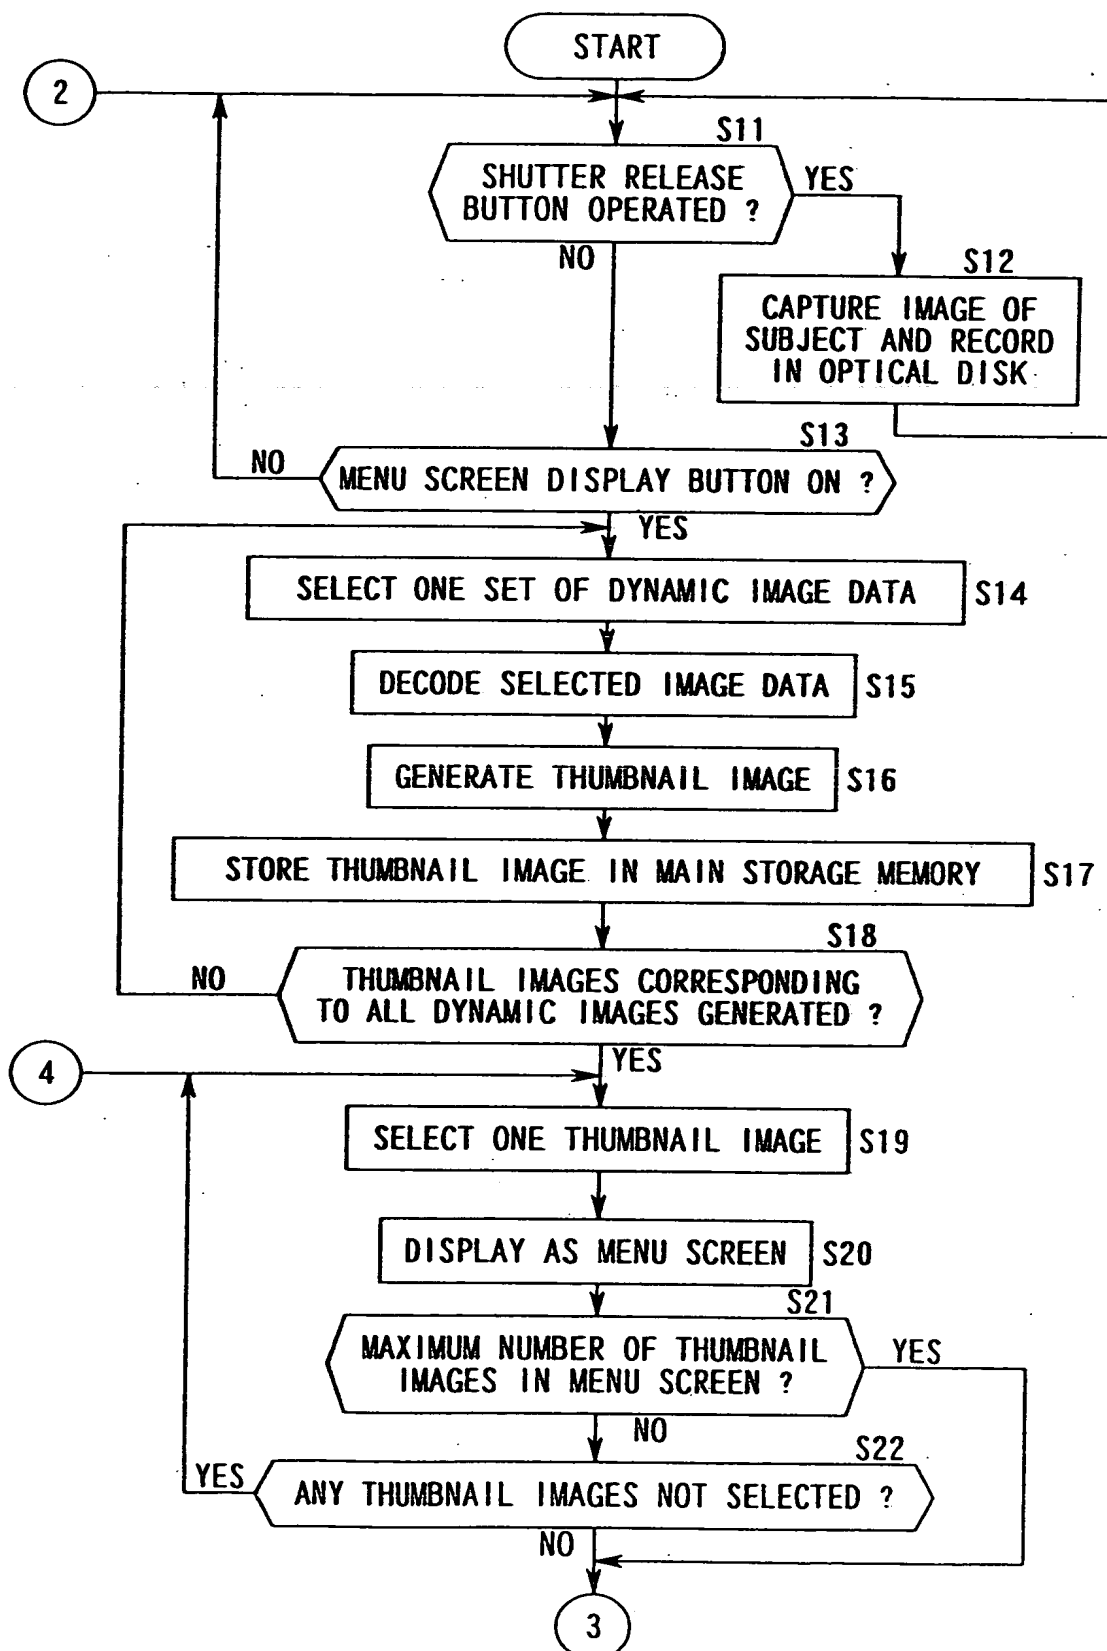 START
2
S11
SHUTTER RELEASE
BUTTON OPERATED ?
YES
NO
S12
CAPTURE IMAGE OF
SUBJECT AND RECORD
IN OPTICAL DISK
S13
NO
MENU SCREEN DISPLAY BUTTON ON ?
YES
SELECT ONE SET OF DYNAMIC IMAGE DATA
S14
DECODE SELECTED IMAGE DATA
S15
GENERATE THUMBNAIL IMAGE
S16
STORE THUMBNAIL IMAGE IN MAIN STORAGE MEMORY
S17
S18
NO
THUMBNAIL IMAGES CORRESPONDING
TO ALL DYNAMIC IMAGES GENERATED ?
YES
4
SELECT ONE THUMBNAIL IMAGE
S19
DISPLAY AS MENU SCREEN
S20
S21
MAXIMUM NUMBER OF THUMBNAIL
IMAGES IN MENU SCREEN ?
YES
NO
S22
YES
ANY THUMBNAIL IMAGES NOT SELECTED ?
NO
3